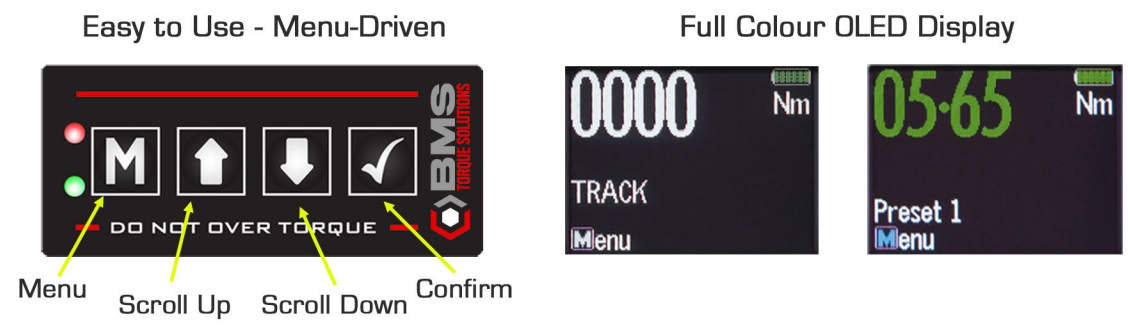 Easy to Use - Menu-Driven
M
BMS
TORQUE SOLUTIONS
DO NOT OVER TORQUE
Menu
Scroll Up
Scroll Down
Confirm
Full Colour OLED Display
0000
Nm
TRACK
Menu
05.65
Nm
Preset 1
Menu